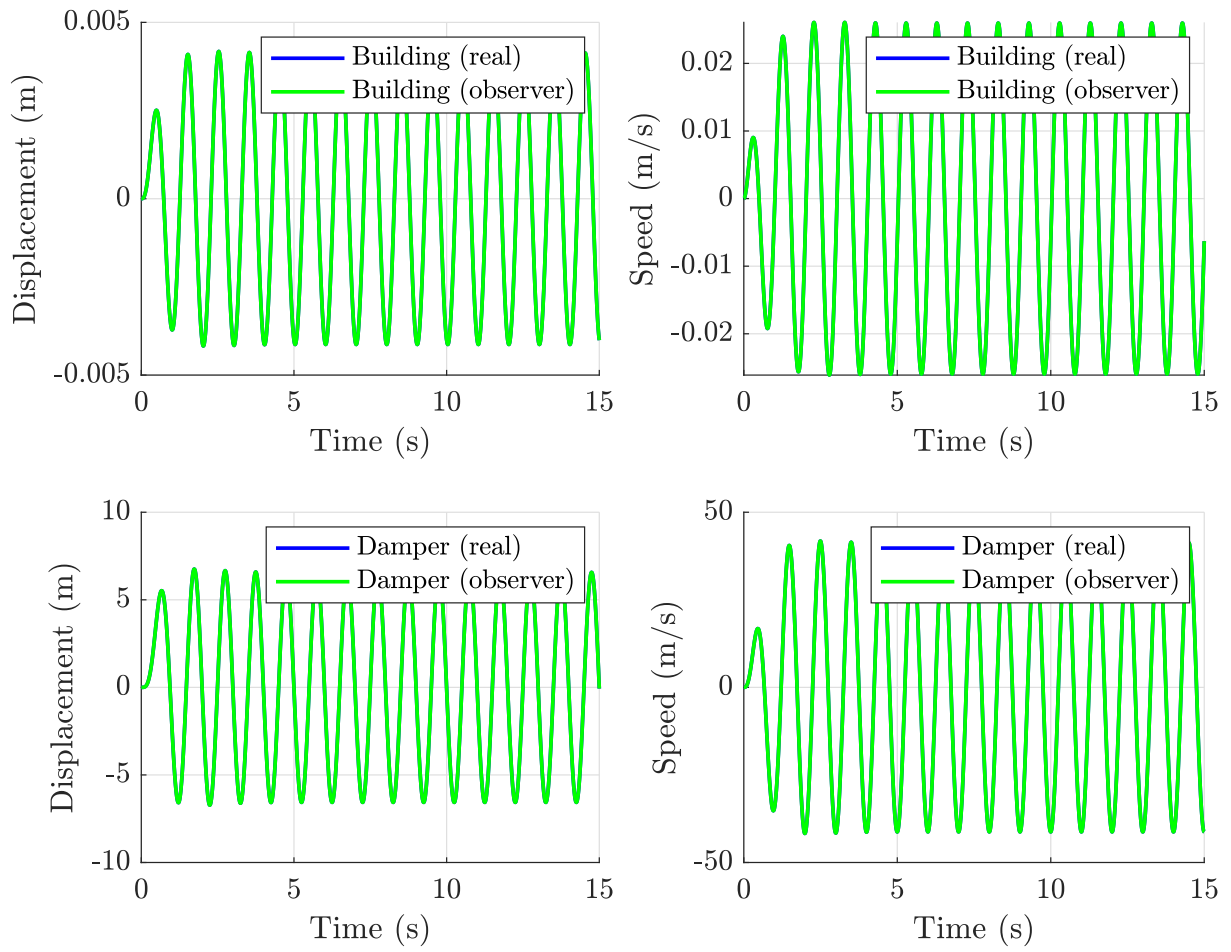 0.005
0
-0.005
Displacement (m)
0
5
10
15
Time (s)
Building (real)
Building (observer)
0.02
0.01
0
-0.01
-0.02
Speed (m/s)
0
5
10
15
Time (s)
Building (real)
Building (observer)
10
5
0
-5
-10
Displacement (m)
0
5
10
15
Time (s)
Damper (real)
Damper (observer)
50
0
-50
Speed (m/s)
0
5
10
15
Time (s)
Damper (real)
Damper (observer)